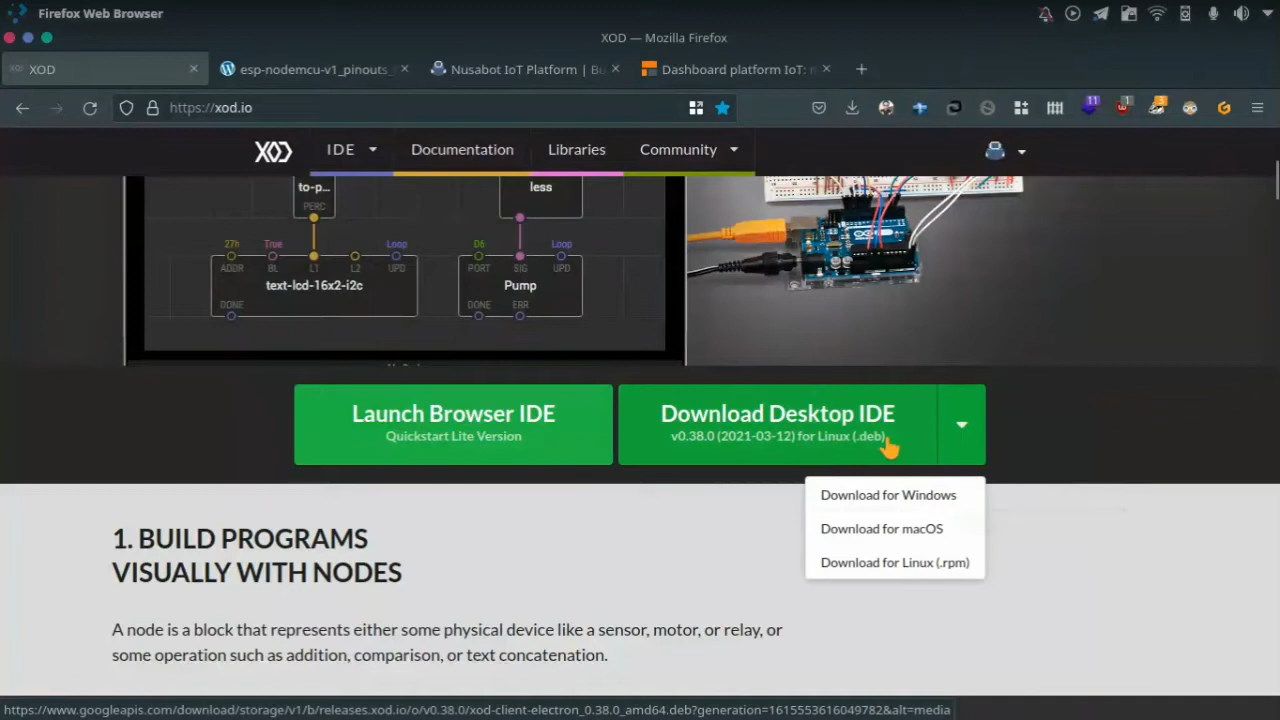 Firefox Web Browser
XOD — Mozilla Firefox
XOD
esp-nodemcu-v1_pinouts_
Nusabot IoT Platform | Bu
Dashboard platform IoT: n
https://xod.io
11
1
3
XOD
IDE
Documentation
Libraries
Community
to-p...
PERC
less
27h
True
Loop
D6
Loop
ADDR
BL
L1
L2
UPD
PORT
SIG
UPD
text-lcd-16x2-i2c
Pump
DONE
DONE
ERR
Launch Browser IDE
Quickstart Lite Version
Download Desktop IDE
v0.38.0 (2021-03-12) for Linux (.deb)
Download for Windows
Download for macOS
Download for Linux (.rpm)
1. BUILD PROGRAMS
VISUALLY WITH NODES
A node is a block that represents either some physical device like a sensor, motor, or relay, or
some operation such as addition, comparison, or text concatenation.
https://www.googleapis.com/download/storage/v1/b/releases.xod.io/o/v0.38.0/xod-client-electron_0.38.0_amd64.deb?generation=1615553616049782&alt=media